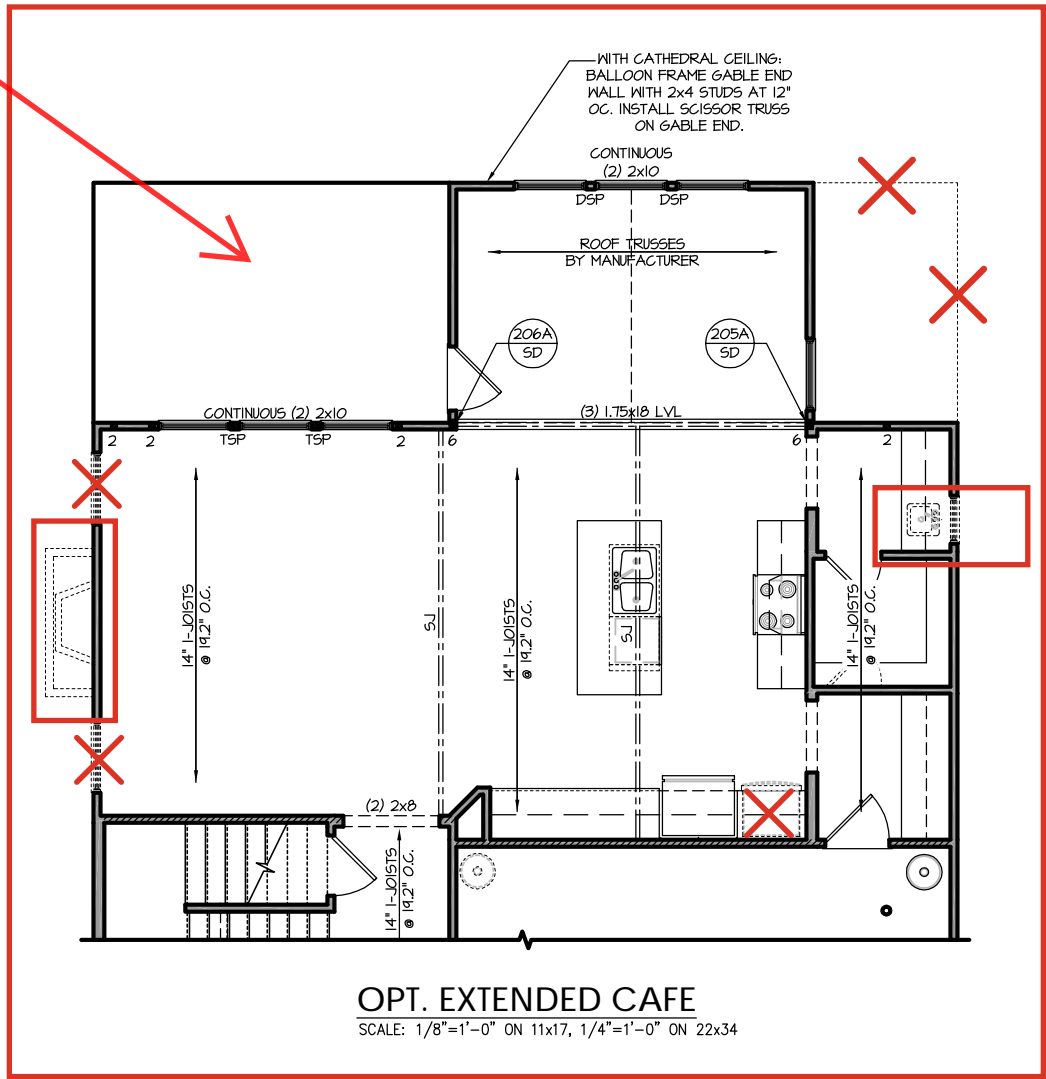 WITH CATHEDRAL CEILING:
BALLOON FRAME GABLE END
WALL WITH 2x4 STUDS AT 12"
OC. INSTALL SCISSOR TRUSS
ON GABLE END.
CONTINUOUS
(2) 2x10
DSP
DSP
ROOF TRUSSES
BY MANUFACTURER
206A
SD
205A
SD
CONTINUOUS (2) 2x10
(3) 1.75x18 LVL
2
2
TSP
TSP
2
6
6
2
14" I-JOISTS
@ 19.2" O.C.
SJ
14" I-JOISTS
@ 19.2" O.C.
SJ
14" I-JOISTS
@ 19.2" O.C.
(2) 2x8
14" I-JOISTS
@ 19.2" O.C.
OPT. EXTENDED CAFE
SCALE: 1/8"=1'-0" ON 11x17, 1/4"=1'-0" ON 22x34